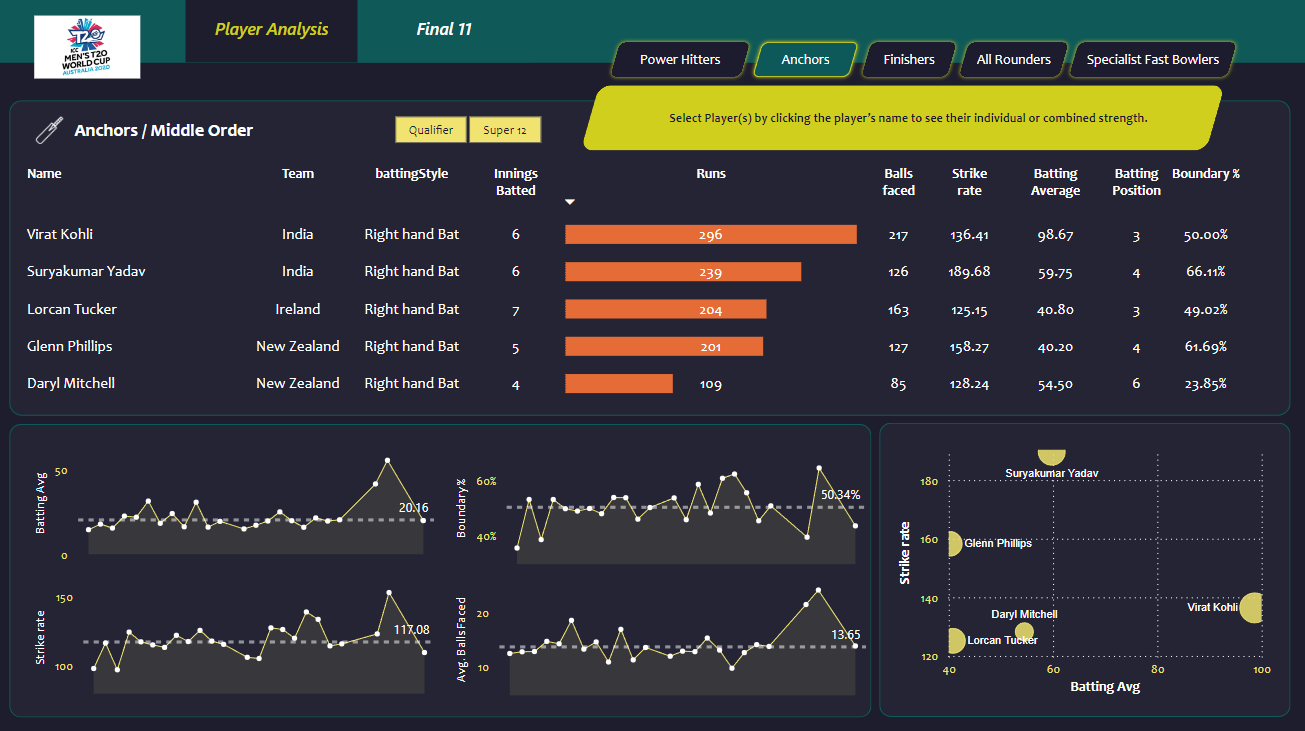 Player Analysis
Final 11
ICC
MEN'S T20
WORLD CUP
AUSTRALIA 2020
Power Hitters
Anchors
Finishers
All Rounders
Specialist Fast Bowlers
Select Player(s) by clicking the player's name to see their individual or combined strength.
Anchors / Middle Order
Qualifier
Super 12
Name Team battingStyle Innings Batted Runs Balls faced Strike rate Batting Average Batting Position Boundary %
Virat Kohli India Right hand Bat 6 296 217 136.41 98.67 3 50.00%
Suryakumar Yadav India Right hand Bat 6 239 126 189.68 59.75 4 66.11%
Lorcan Tucker Ireland Right hand Bat 7 204 163 125.15 40.80 3 49.02%
Glenn Phillips New Zealand Right hand Bat 5 201 127 158.27 40.20 4 61.69%
Daryl Mitchell New Zealand Right hand Bat 4 109 85 128.24 54.50 6 23.85%
Batting Avg
50
0
20.16
Boundary %
60%
40%
50.34%
Strike rate
150
100
117.08
Avg. Balls Faced
20
10
13.65
Strike rate
180
160
140
120
Suryakumar Yadav
Glenn Phillips
Virat Kohli
Daryl Mitchell
Lorcan Tucker
40 60 80 100
Batting Avg